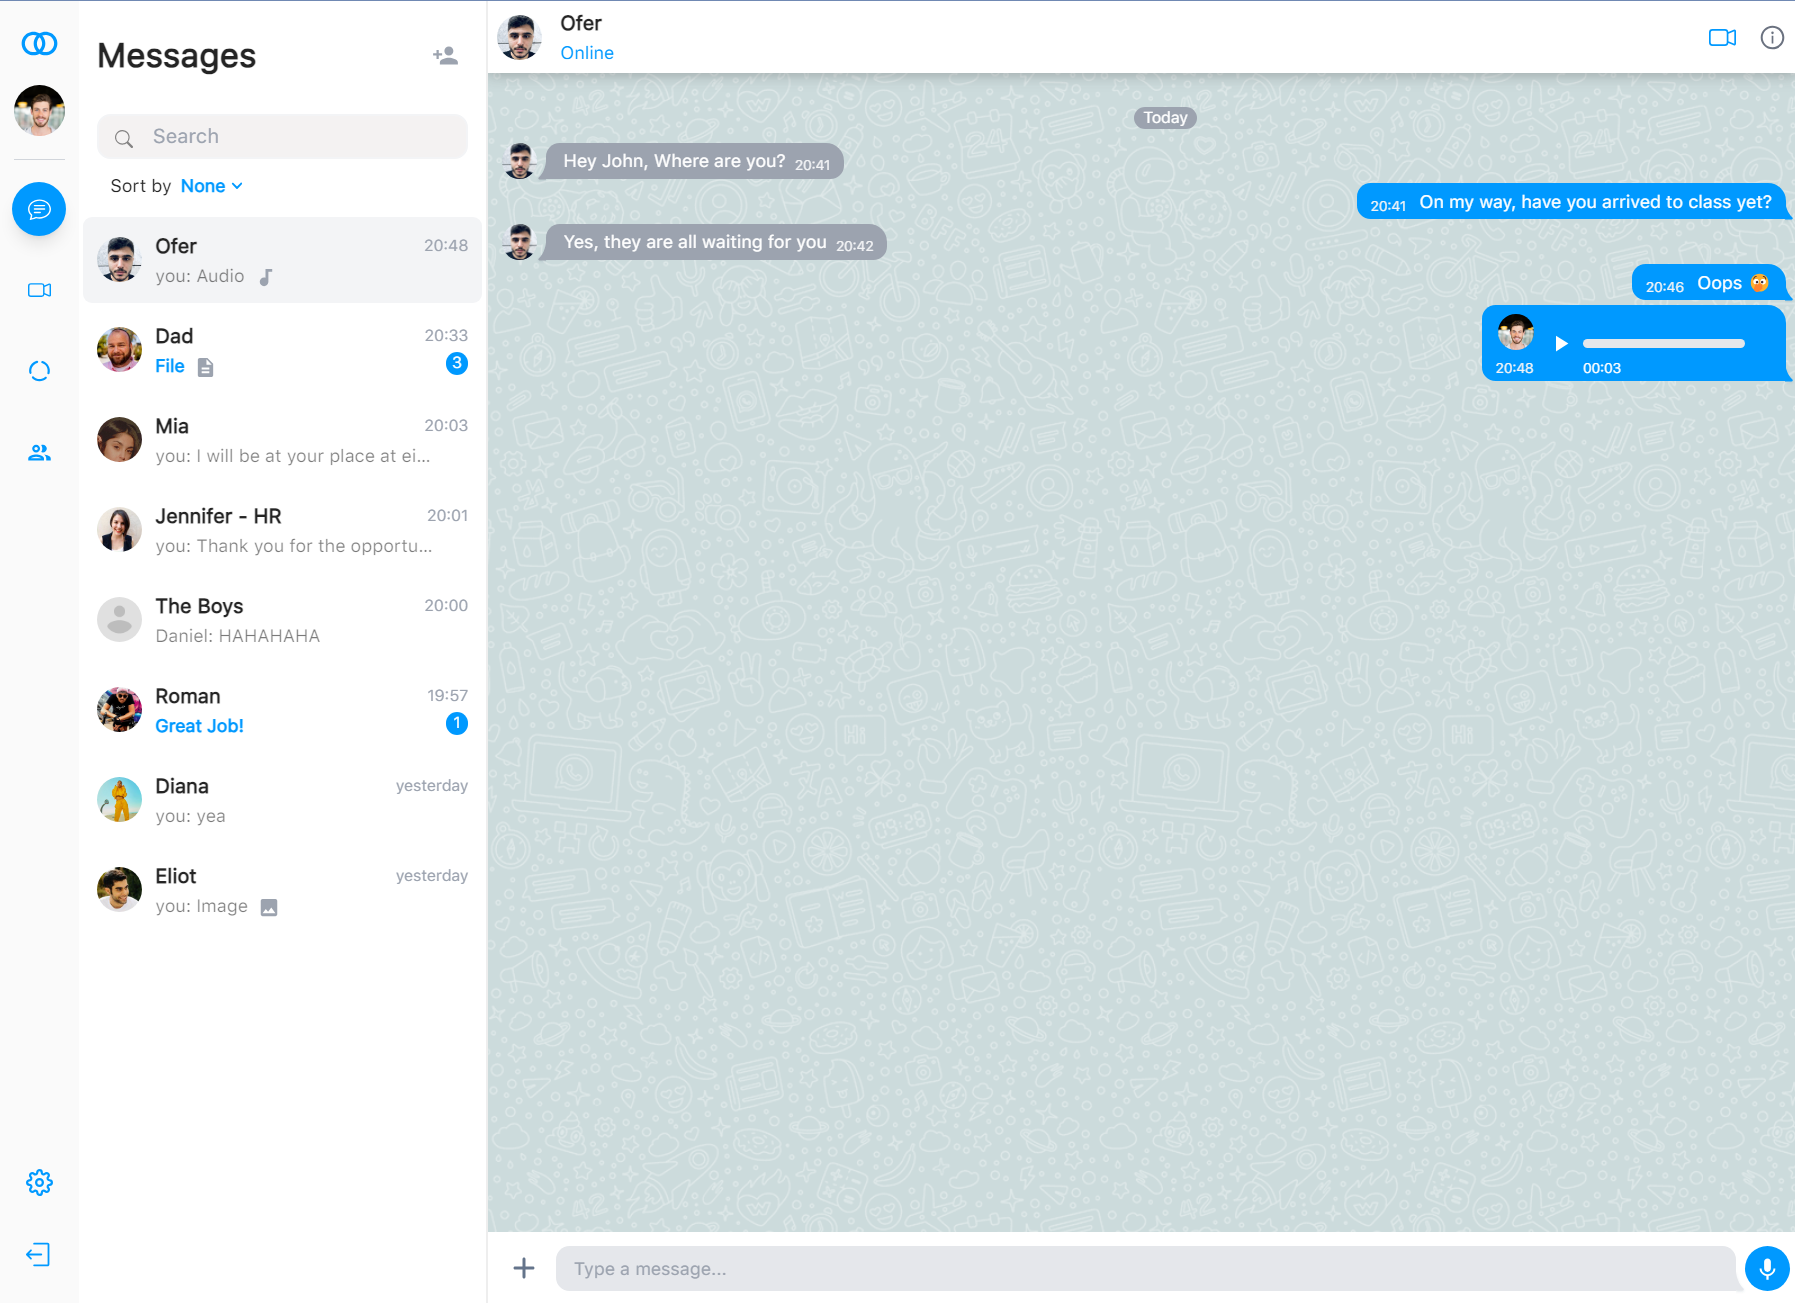 Messages
Search
Sort by None
Ofer 20:48
you: Audio
Dad 20:33
File 3
Mia 20:03
you: I will be at your place at ei...
Jennifer - HR 20:01
you: Thank you for the opportu...
The Boys 20:00
Daniel: HAHAHAHA
Roman 19:57
Great Job! 1
Diana yesterday
you: yea
Eliot yesterday
you: Image
Ofer
Online
Today
Hey John, Where are you? 20:41
20:41 On my way, have you arrived to class yet?
Yes, they are all waiting for you 20:42
20:46 Oops
20:48 00:03
Type a message...